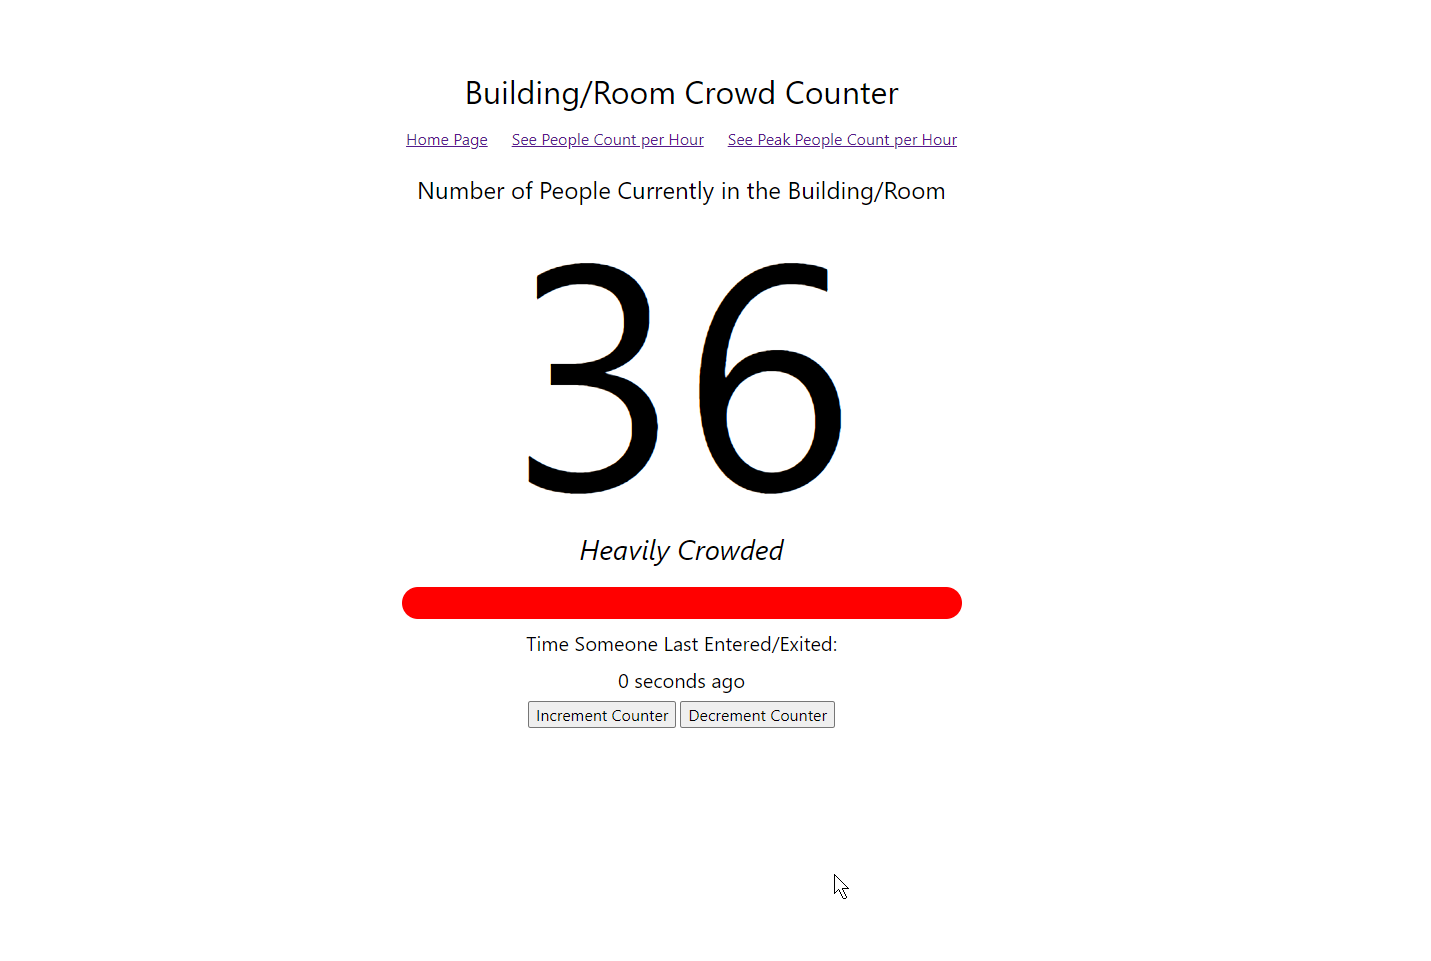 Building/Room Crowd Counter
Home Page See People Count per Hour See Peak People Count per Hour
Number of People Currently in the Building/Room
36
Heavily Crowded
Time Someone Last Entered/Exited:
0 seconds ago
Increment Counter Decrement Counter